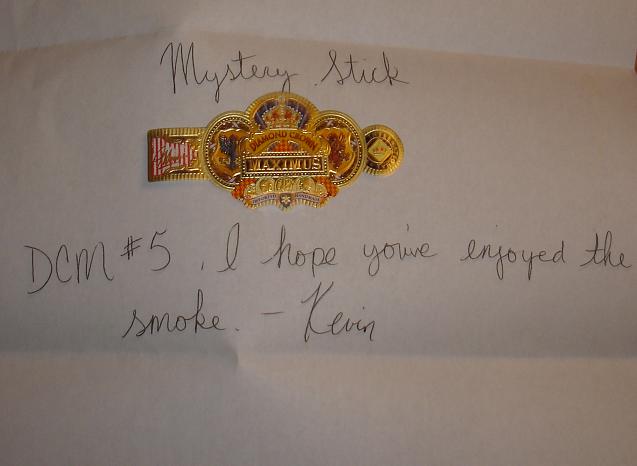 Mystery Stick
DIAMOND CROWN
MAXIMUS
DCM #5. I hope you've enjoyed the
smoke. - Kevin